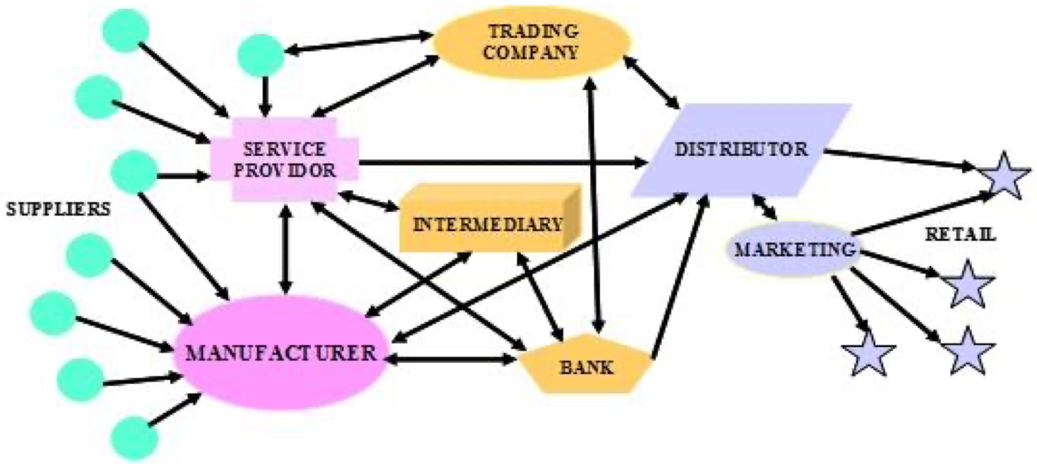 TRADING
COMPANY
SERVICE
PROVIDOR
DISTRIBUTOR
SUPPLIERS
INTERMEDIARY
RETAIL
MARKETING
MANUFACTURER
BANK